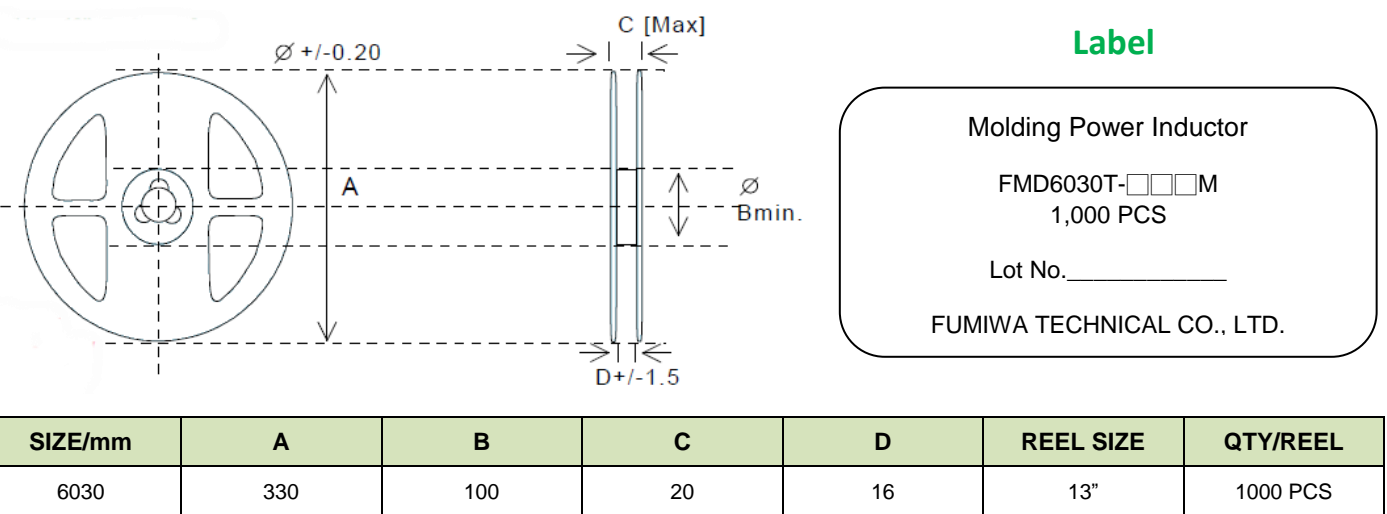 C [Max]
Ø +/-0.20
A
Ø
Bmin.
D+/-1.5
Label
Molding Power Inductor
FMD6030T-□□□M
1,000 PCS
Lot No._____________
FUMIWA TECHNICAL CO., LTD.
SIZE/mm A B C D REEL SIZE QTY/REEL
6030 330 100 20 16 13” 1000 PCS